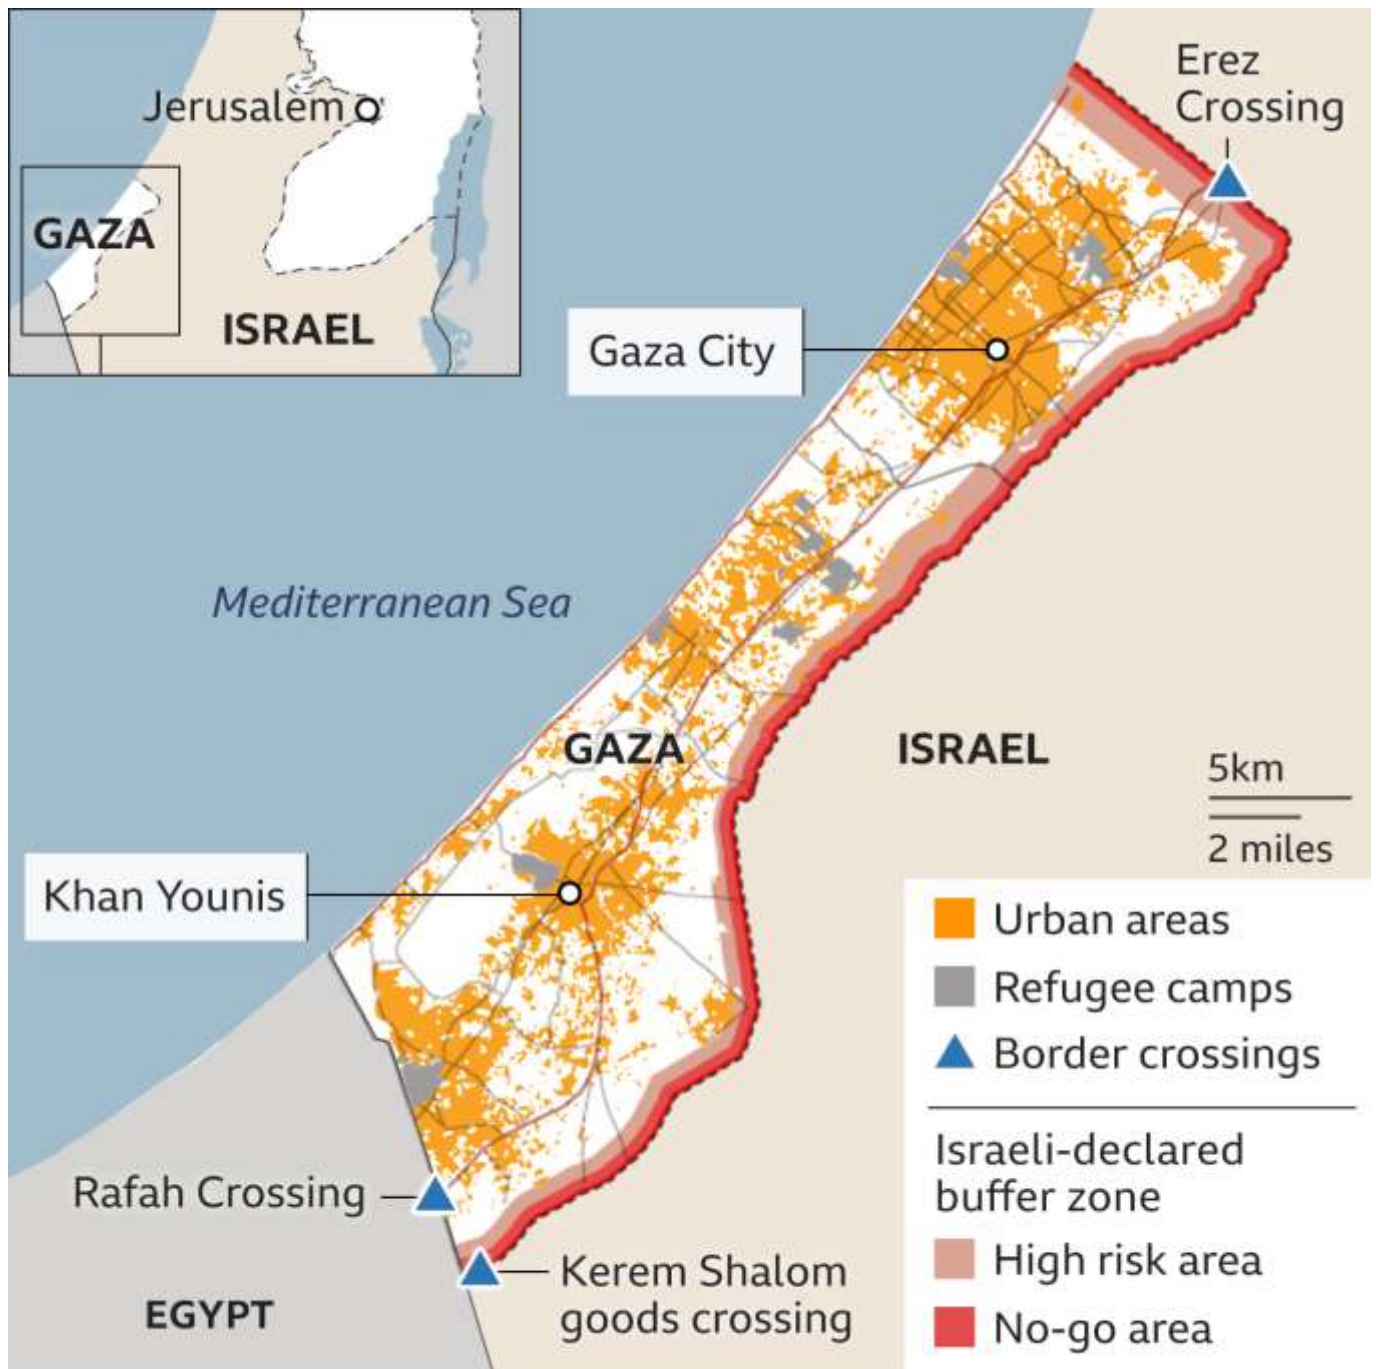 Jerusalem
GAZA
ISRAEL
Erez
Crossing
Gaza City
Mediterranean Sea
GAZA
ISRAEL
5km
2 miles
Khan Younis
Urban areas
Refugee camps
Border crossings
Israeli-declared
buffer zone
High risk area
No-go area
Rafah Crossing
Kerem Shalom
goods crossing
EGYPT